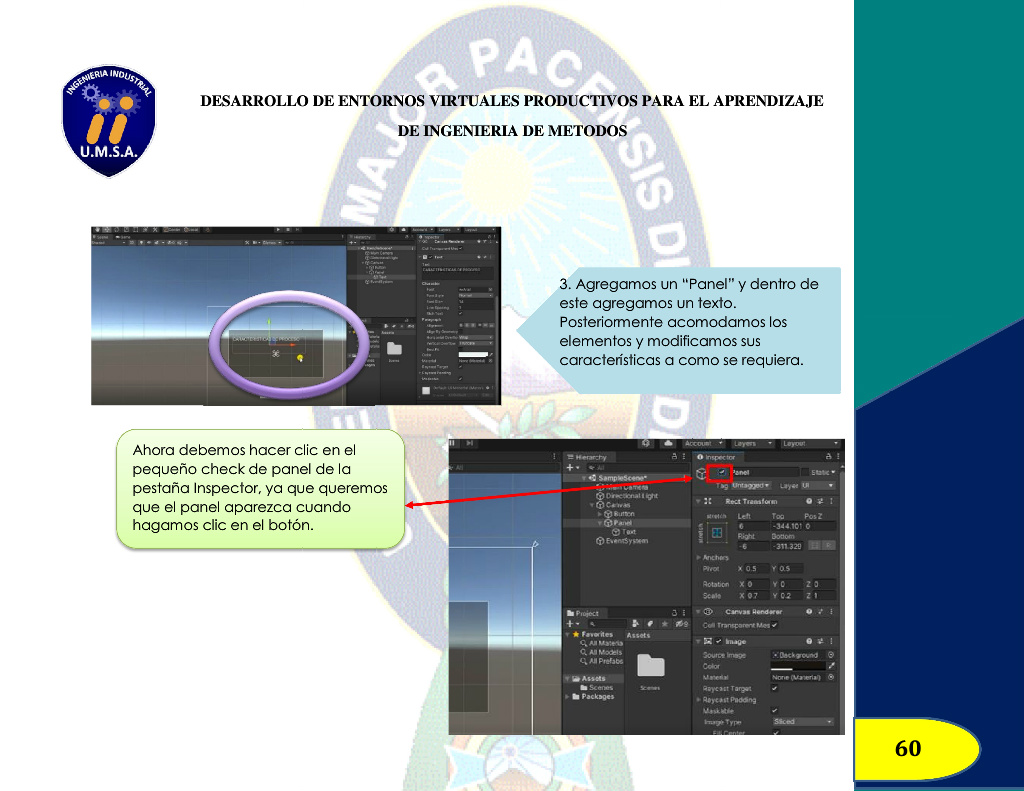 MAJOR PACENSIS DI
INGENIERIA INDUSTRIAL
U.M.S.A.
DESARROLLO DE ENTORNOS VIRTUALES PRODUCTIVOS PARA EL APRENDIZAJE
DE INGENIERIA DE METODOS
3. Agregamos un “Panel” y dentro de
este agregamos un texto.
Posteriormente acomodamos los
elementos y modificamos sus
características a como se requiera.
Ahora debemos hacer clic en el
pequeño check de panel de la
pestaña Inspector, ya que queremos
que el panel aparezca cuando
hagamos clic en el botón.
Account Layers Layout
Hierarchy
All
SampleScene*
Main Camera
Directional Light
Canvas
Button
Panel
Text
EventSystem
Project
Favorites
All Materia
All Models
All Prefabs
Assets
Scenes
Packages
Assets
Scenes
Inspector
Panel Static
Tag Untagged Layer UI
Rect Transform
stretch Left Top Pos Z
stretch 6 -344.101 0
Right Bottom
-6 -311.329
Anchors
Pivot X 0.5 Y 0.5
Rotation X 0 Y 0 Z 0
Scale X 0.7 Y 0.2 Z 1
Canvas Renderer
Cull Transparent Mes
Image
Source Image Background
Color
Material None (Material)
Raycast Target
Raycast Padding
Maskable
Image Type Sliced
Fill Center
60